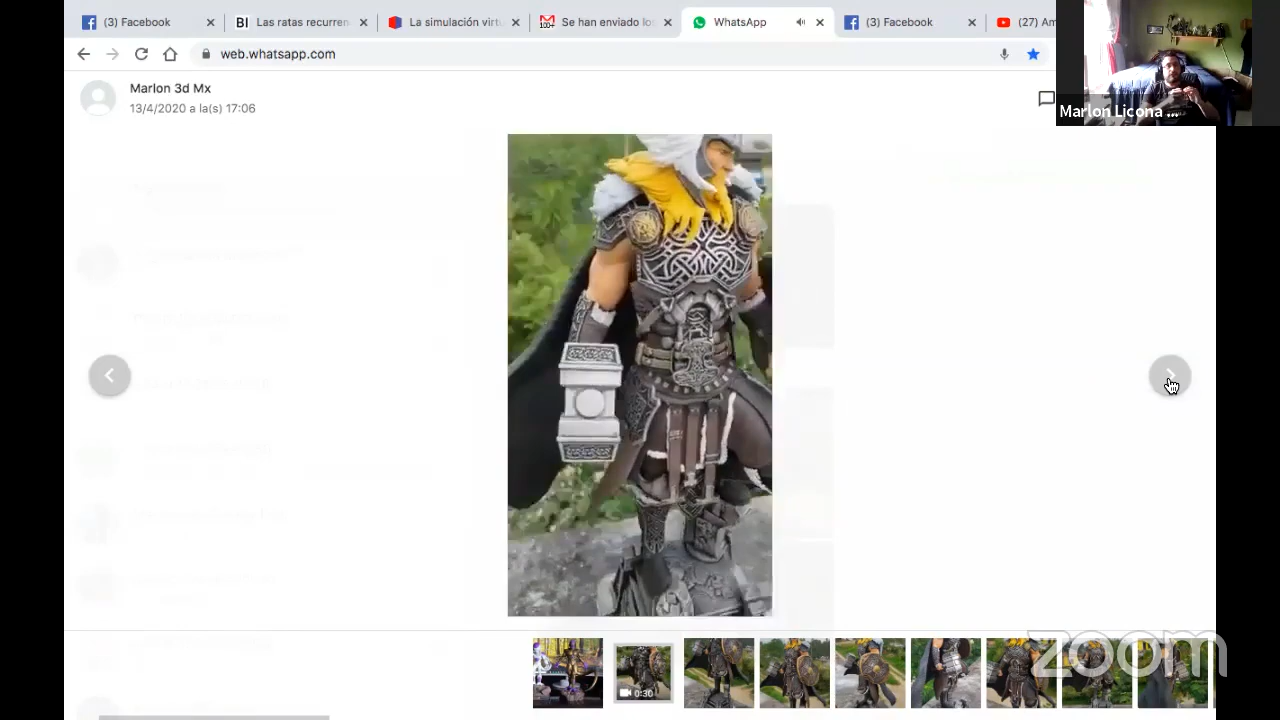 (3) Facebook
Las ratas recurren
La simulación virtu
Se han enviado lo
WhatsApp
(3) Facebook
(27) Am
web.whatsapp.com
Marlon Licona ...
Marlon 3d Mx
13/4/2020 a la(s) 17:06
0:30
zoom